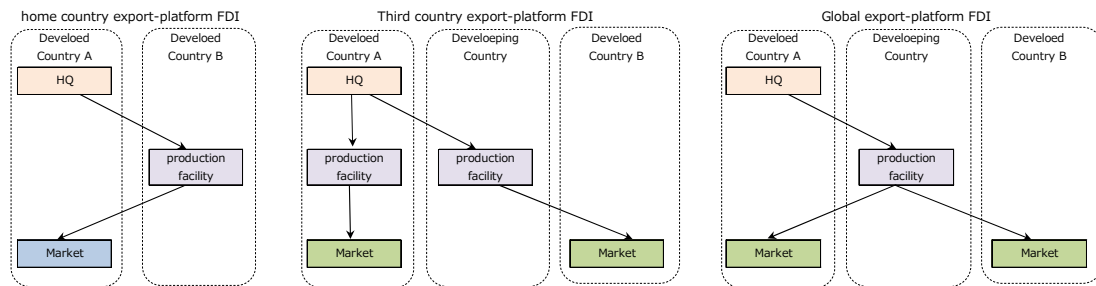 home country export-platform FDI
Develoed
Country A
Develoed
Country B
HQ
production
facility
Market
Third country export-platform FDI
Develoed
Country A
Develoeping
Country
Develoed
Country B
HQ
production
facility
production
facility
Market
Market
Global export-platform FDI
Develoed
Country A
Develoeping
Country
Develoed
Country B
HQ
production
facility
Market
Market